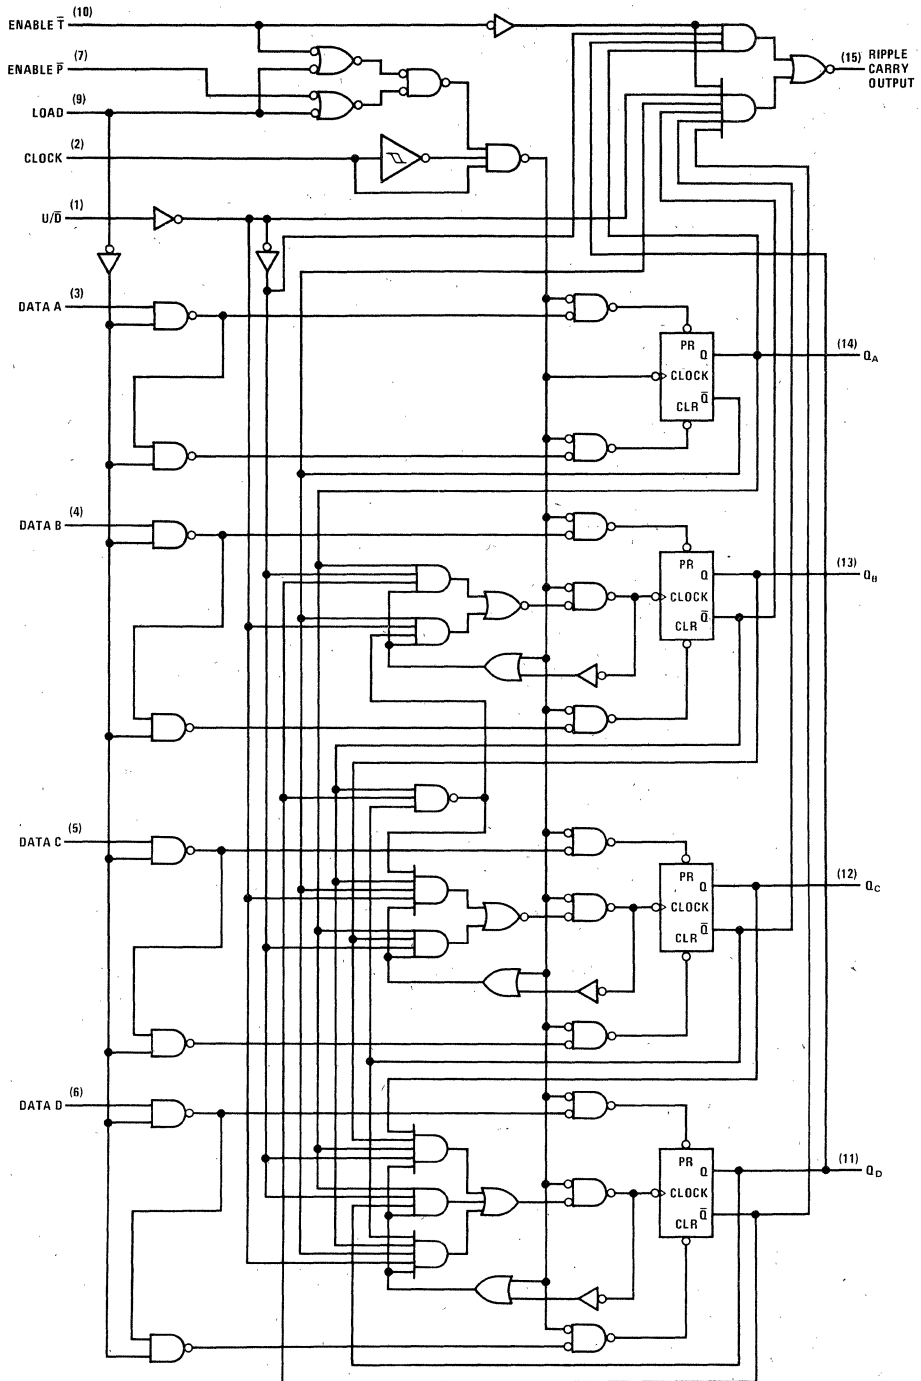 ENABLE T̅ (10)
(15) RIPPLE CARRY OUTPUT
ENABLE P̅ (7)
LOAD (9)
CLOCK (2)
U/D̅ (1)
DATA A (3)
PR
Q
(14) QA
CLOCK
Q̅
CLR
DATA B (4)
PR
Q
(13) QB
CLOCK
Q̅
CLR
DATA C (5)
PR
Q
(12) QC
CLOCK
Q̅
CLR
DATA D (6)
PR
Q
(11) QD
CLOCK
Q̅
CLR